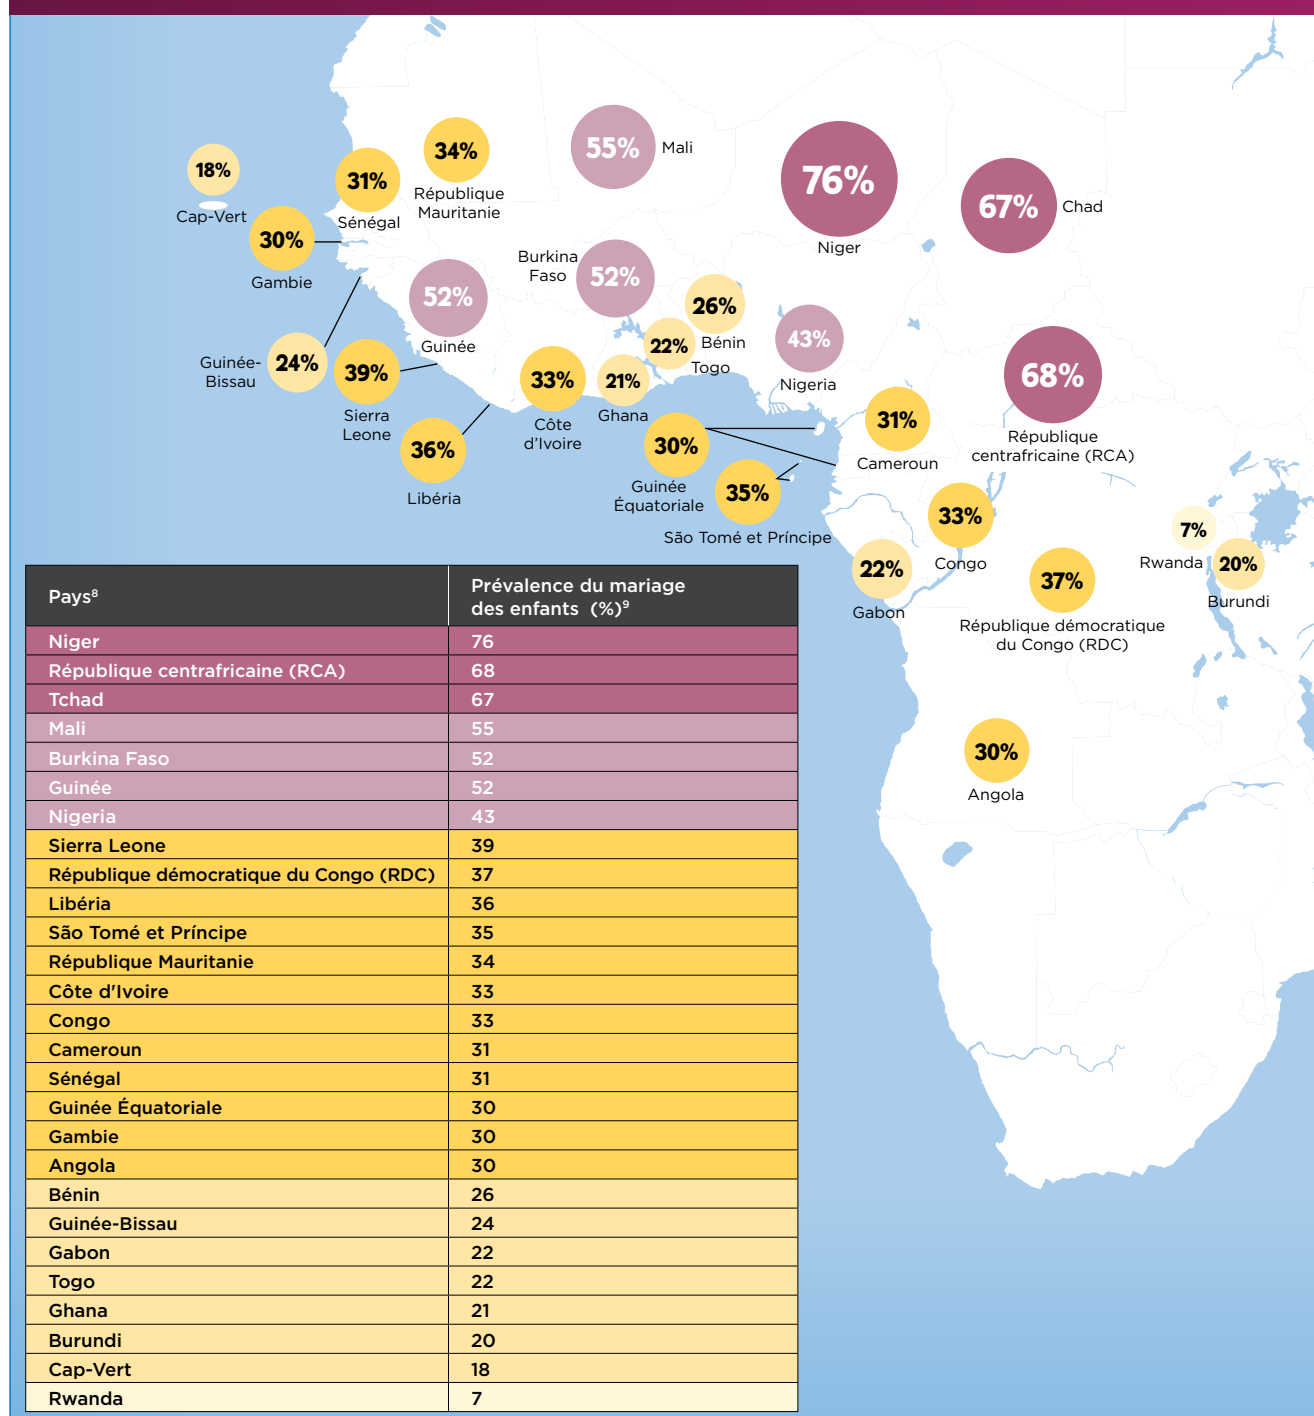 18%
Cap-Vert
31%
Sénégal
34%
République
Mauritanie
55%
Mali
76%
Niger
67%
Chad
30%
Gambie
52%
Guinée
Burkina
Faso
52%
26%
Bénin
22%
Togo
43%
Nigeria
68%
République
centrafricaine (RCA)
Guinée-
Bissau
24%
39%
Sierra
Leone
36%
Libéria
33%
Côte
d’Ivoire
21%
Ghana
30%
Guinée
Équatoriale
35%
São Tomé et Príncipe
31%
Cameroun
33%
Congo
22%
Gabon
37%
République démocratique
du Congo (RDC)
7%
Rwanda
20%
Burundi
30%
Angola
Pays⁸
Prévalence du mariage
des enfants (%)⁹
Niger 76
République centrafricaine (RCA) 68
Tchad 67
Mali 55
Burkina Faso 52
Guinée 52
Nigeria 43
Sierra Leone 39
République démocratique du Congo (RDC) 37
Libéria 36
São Tomé et Príncipe 35
République Mauritanie 34
Côte d'Ivoire 33
Congo 33
Cameroun 31
Sénégal 31
Guinée Équatoriale 30
Gambie 30
Angola 30
Bénin 26
Guinée-Bissau 24
Gabon 22
Togo 22
Ghana 21
Burundi 20
Cap-Vert 18
Rwanda 7